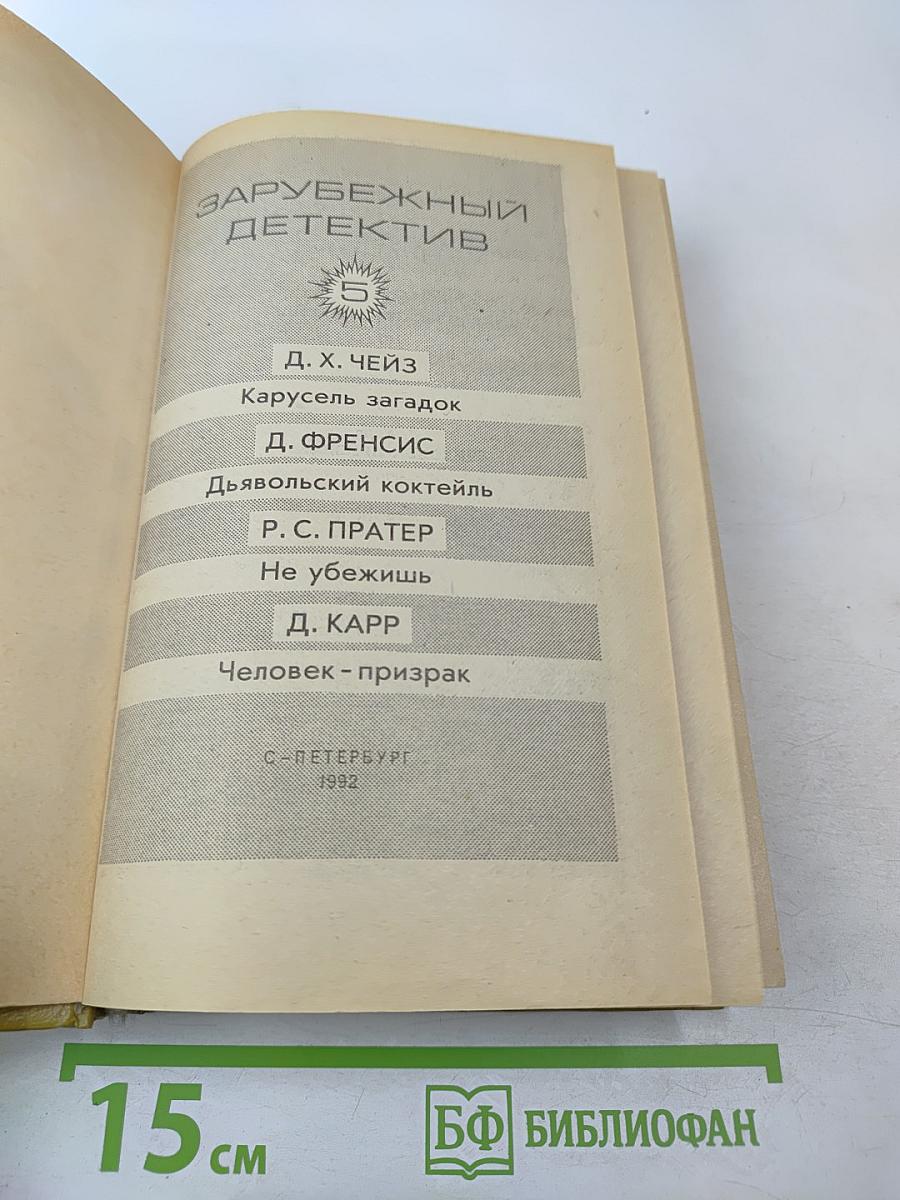 ЗАРУБЕЖНЫЙ
ДЕТЕКТИВ
5
Д. Х. ЧЕЙЗ
Карусель загадок
Д. ФРЕНСИС
Дьявольский коктейль
Р. С. ПРАТЕР
Не убежишь
Д. КАРР
Человек-призрак
С-ПЕТЕРБУРГ
1992
15 см
БФ БИБЛИОФАН